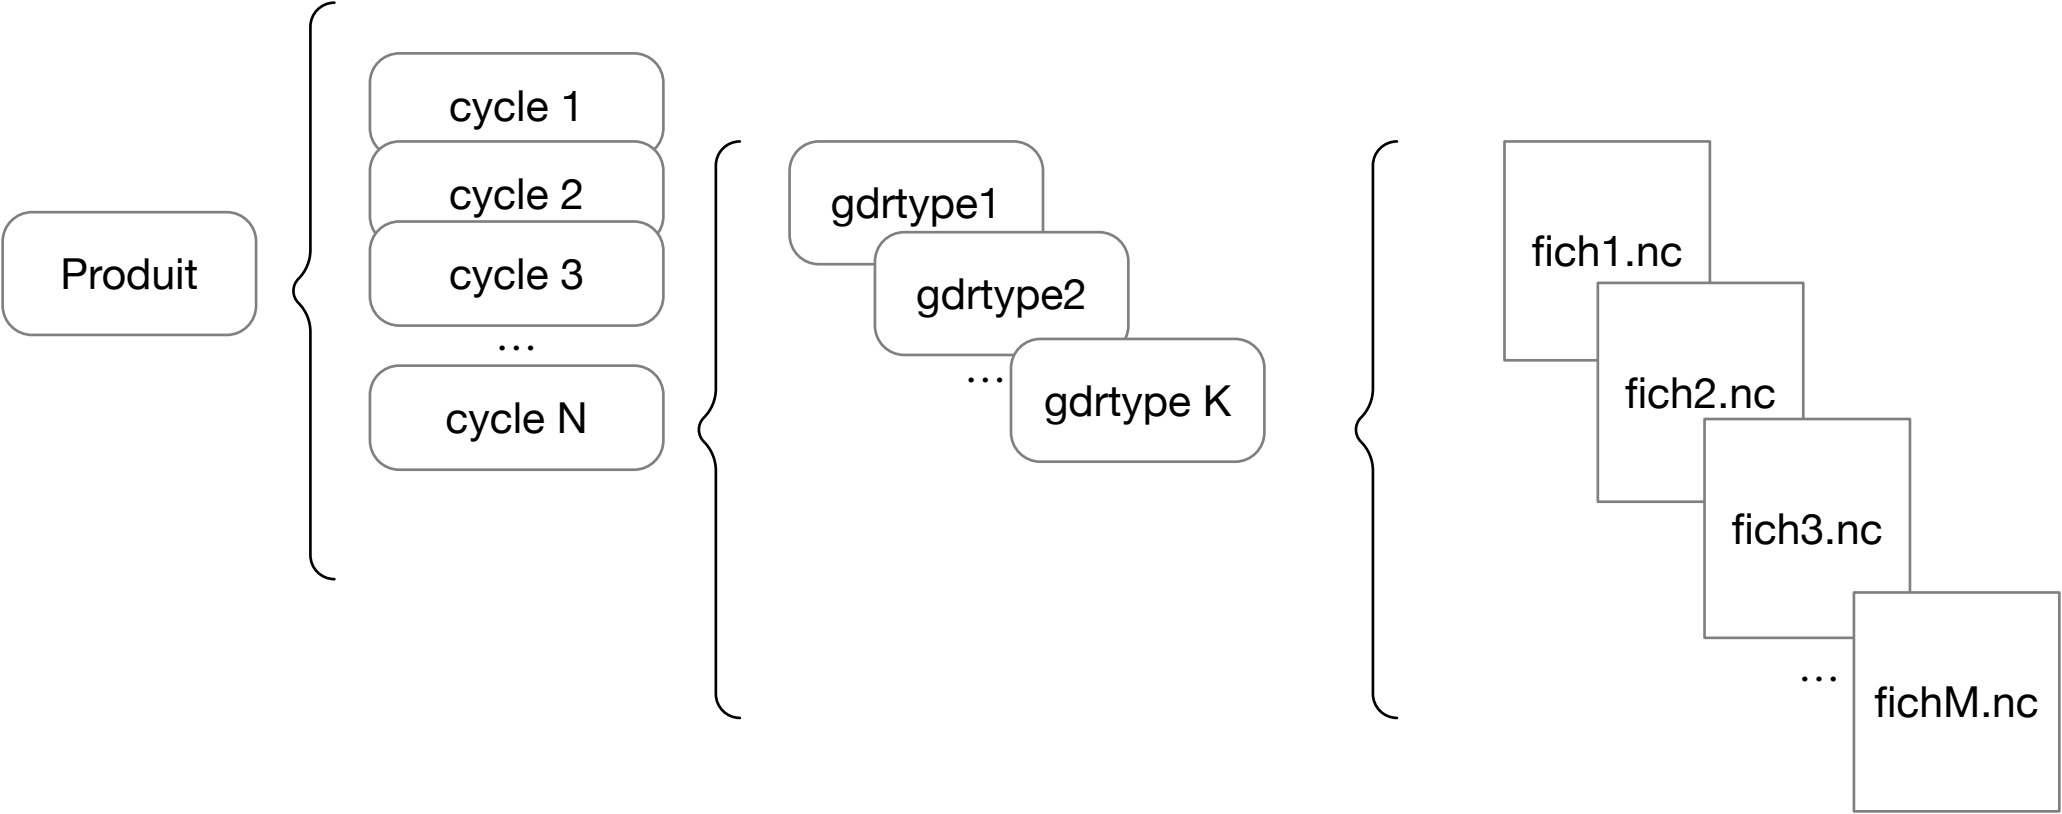 Produit
cycle 1
cycle 2
cycle 3
...
cycle N
gdrtype1
gdrtype2
...
gdrtype K
fich1.nc
fich2.nc
fich3.nc
...
fichM.nc